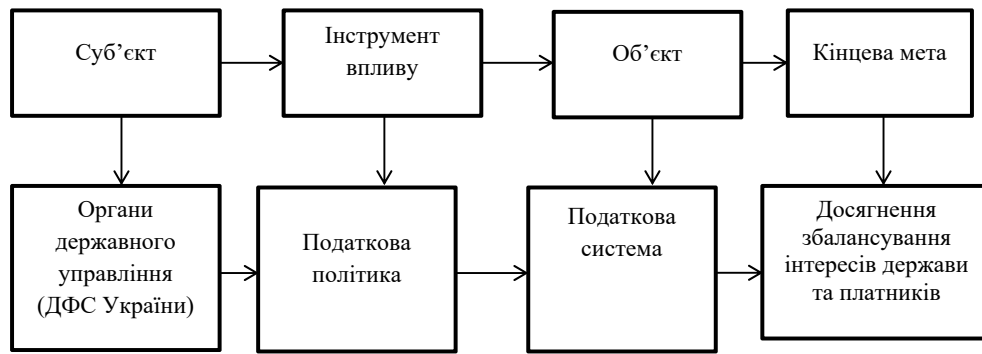 Суб’єкт
Інструмент
впливу
Об’єкт
Кінцева мета
Органи
державного
управління
(ДФС України)
Податкова
політика
Податкова
система
Досягнення
збалансування
інтересів держави
та платників